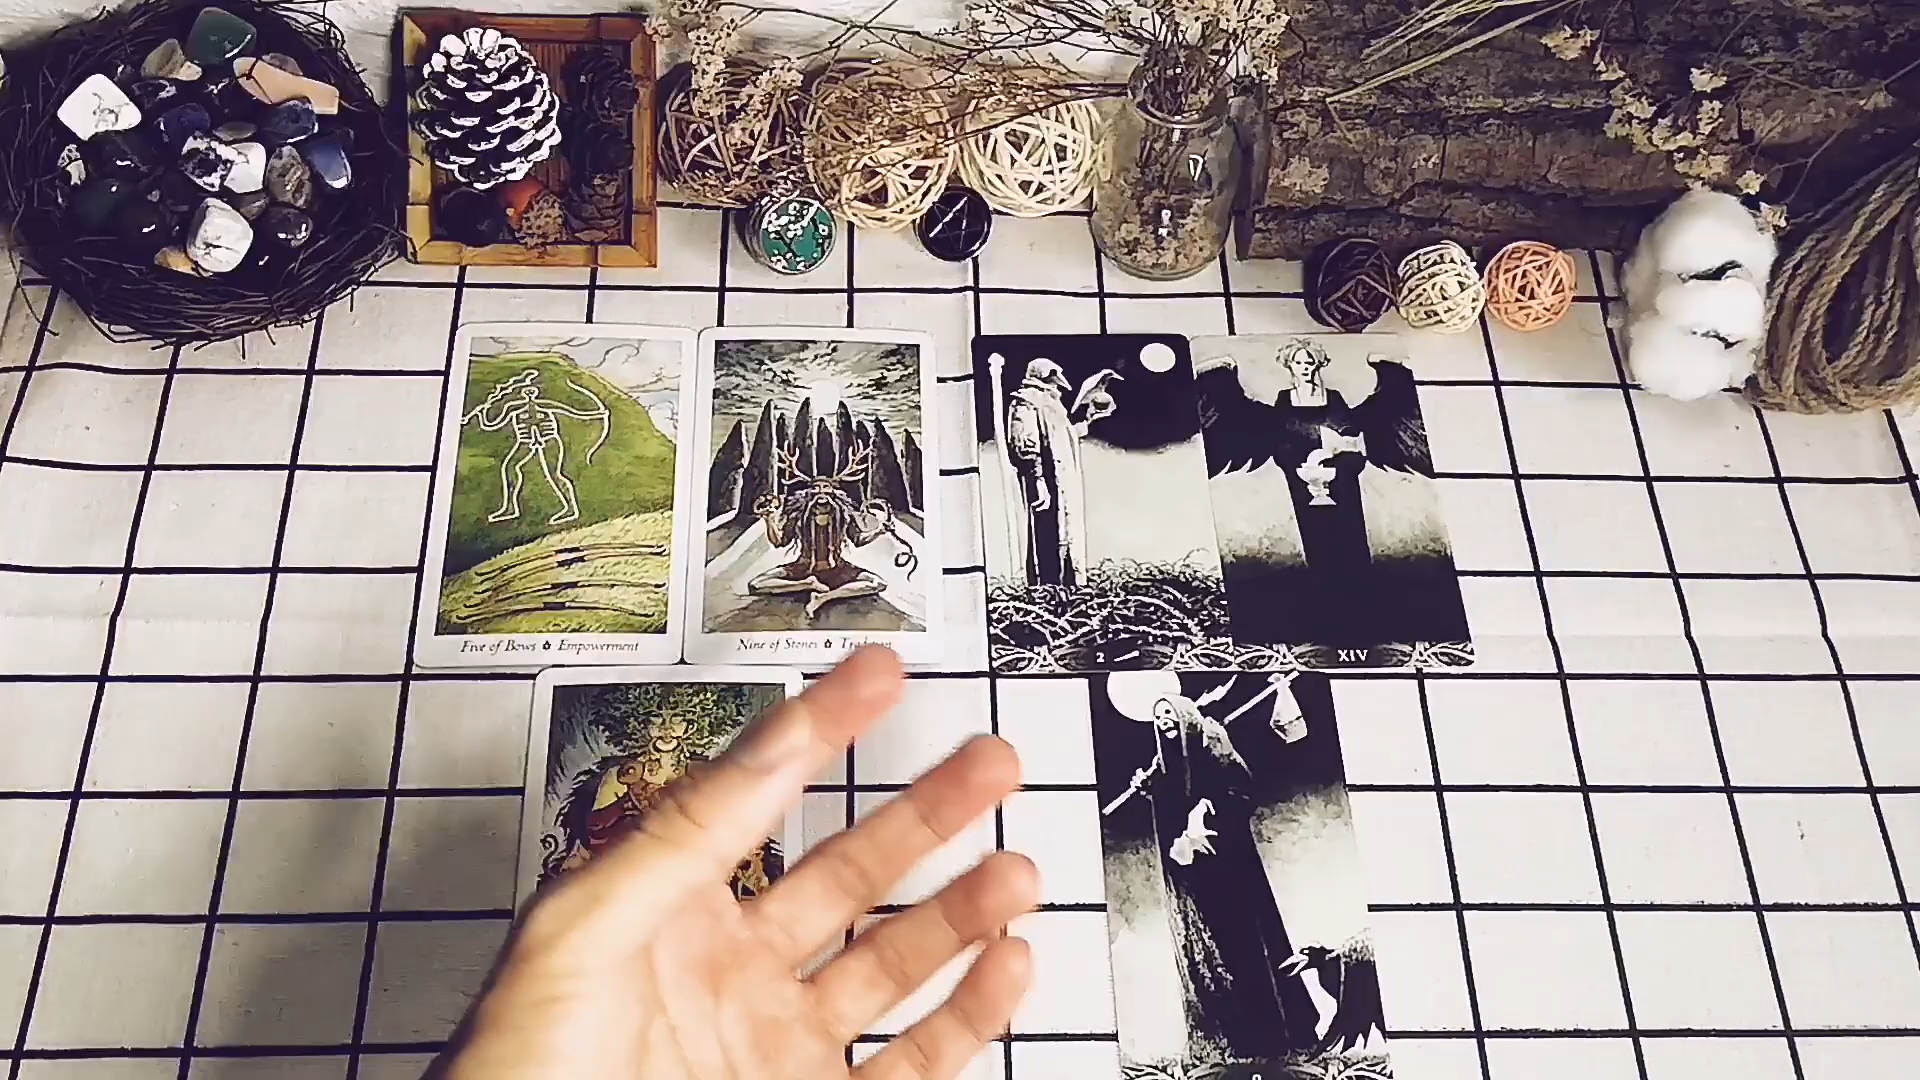 Five of Bows ✿ Empowerment
Nine of Stones ✿
2
XIV